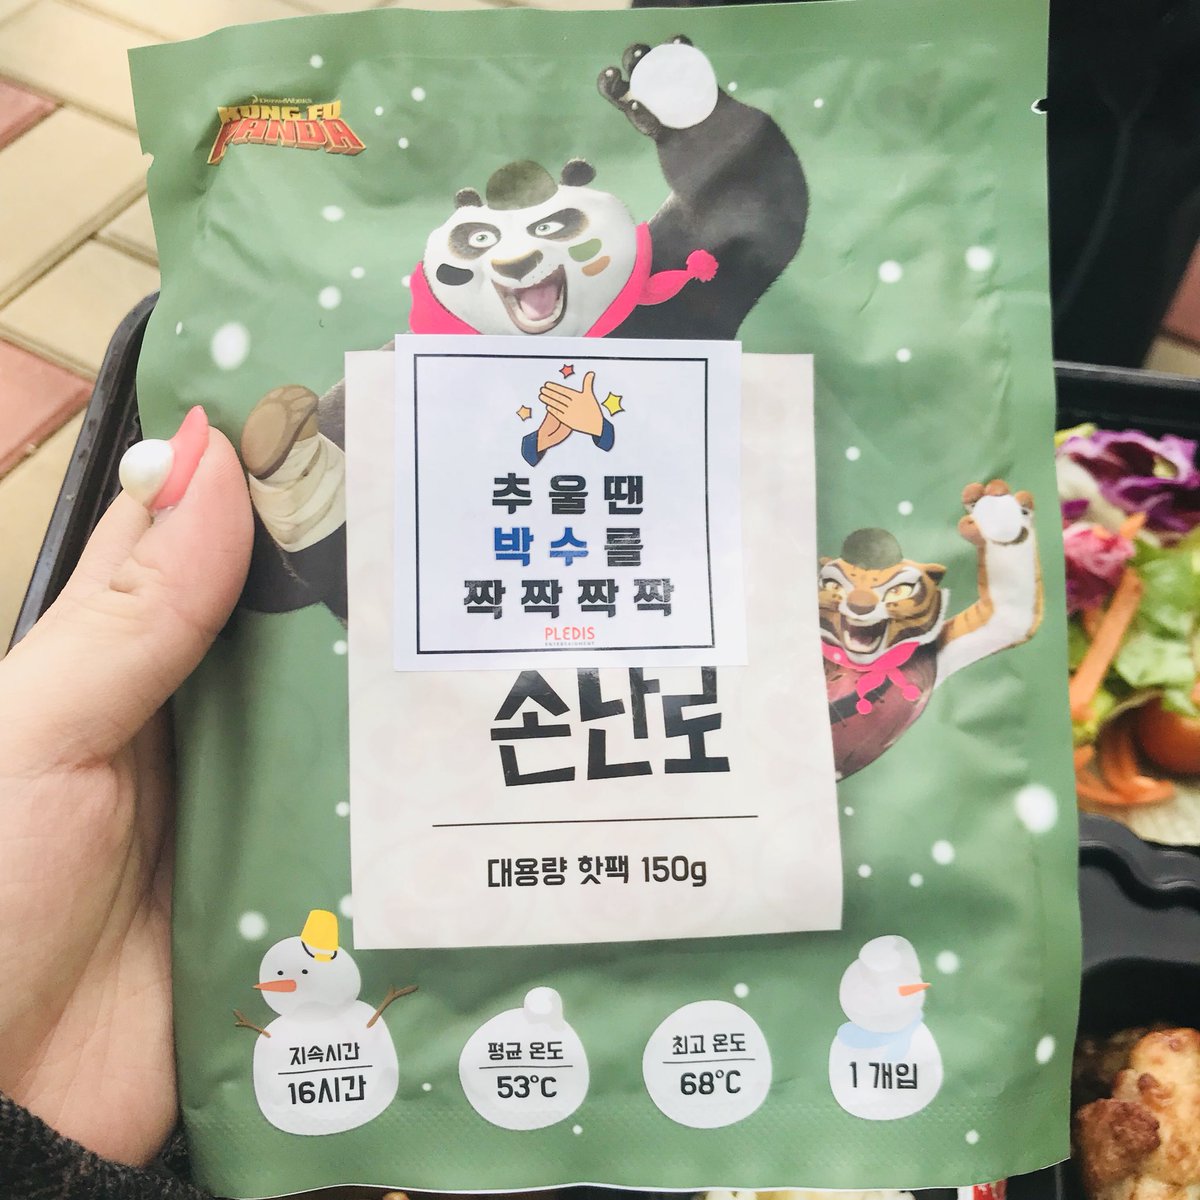 DREAMWORKS
KUNG FU
PANDA
추울땐
박수를
짝짝짝짝
PLEDIS
ENTERTAINMENT
손난로
대용량 핫팩 150g
지속시간
16시간
평균 온도
53°C
최고 온도
68°C
1 개입